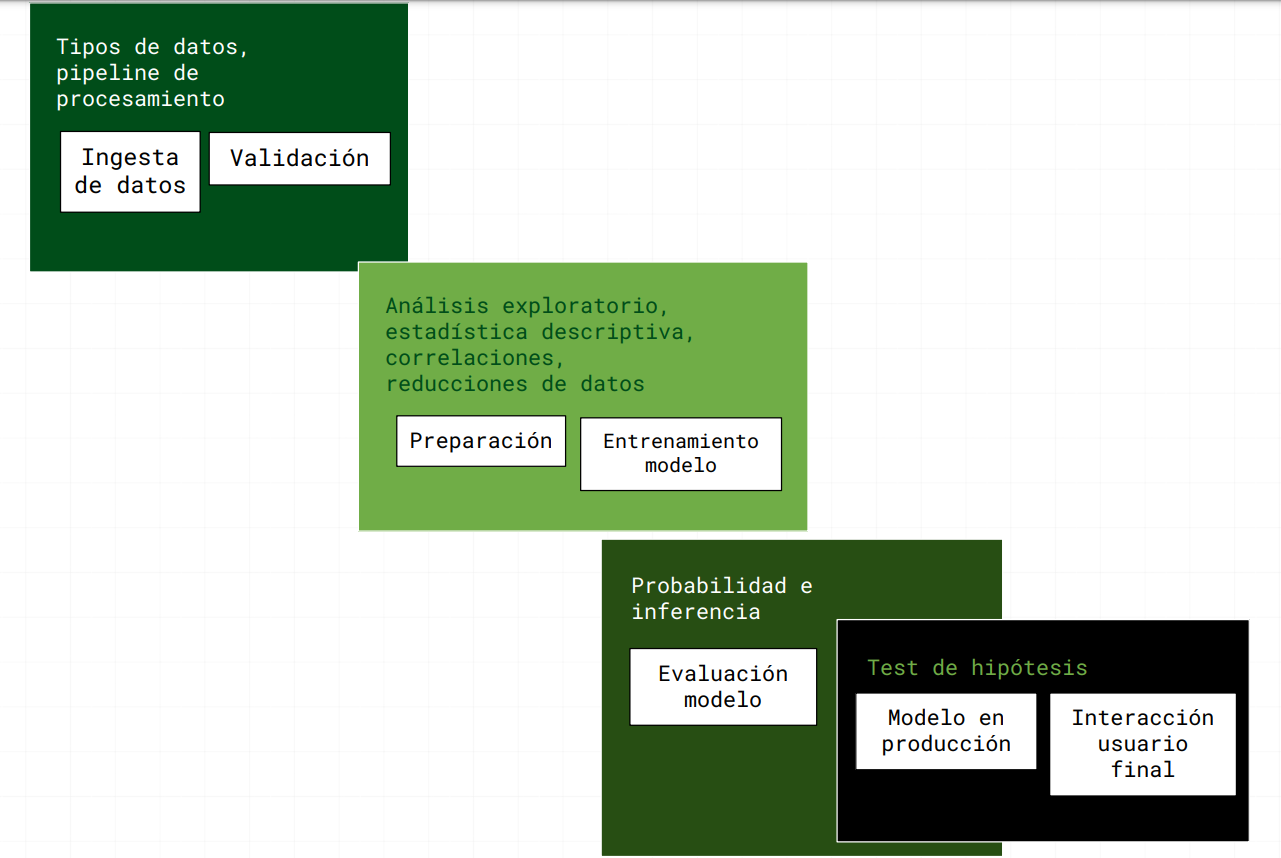 Tipos de datos,
pipeline de
procesamiento
Ingesta
de datos
Validación
Análisis exploratorio,
estadística descriptiva,
correlaciones,
reducciones de datos
Preparación
Entrenamiento
modelo
Probabilidad e
inferencia
Evaluación
modelo
Test de hipótesis
Modelo en
producción
Interacción
usuario
final